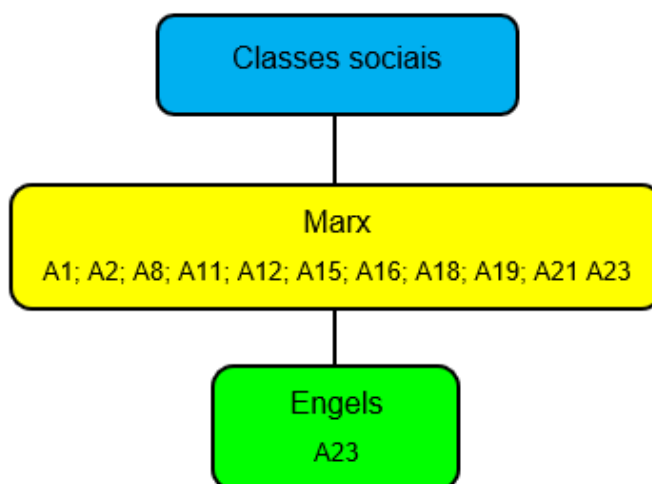 Classes sociais
Marx
A1; A2; A8; A11; A12; A15; A16; A18; A19; A21 A23
Engels
A23